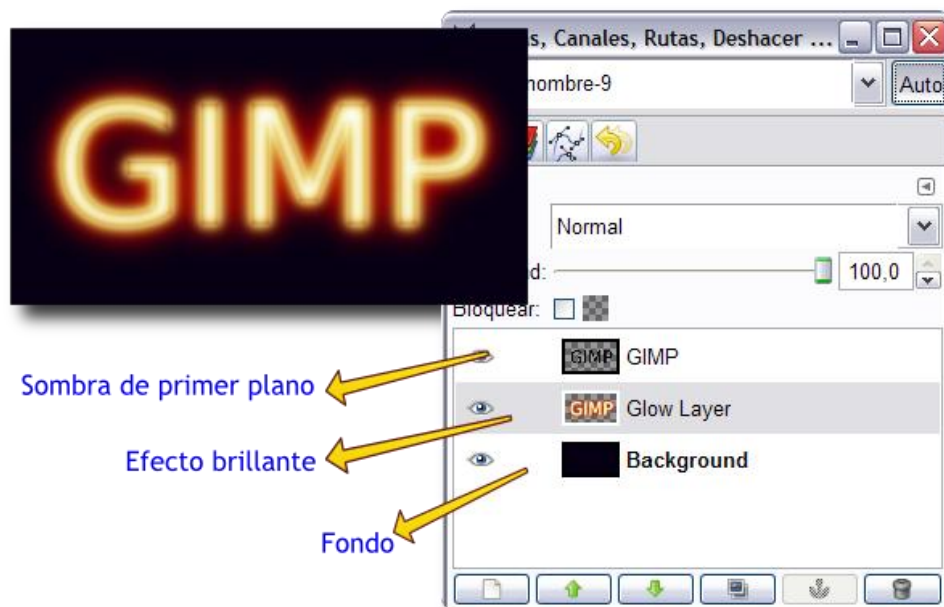 s, Canales, Rutas, Deshacer ...
GIMP
nombre-9
Auto
Normal
d:
100,0
Bloquear:
GIMP GIMP
Sombra de primer plano
GIMP Glow Layer
Efecto brillante
Background
Fondo